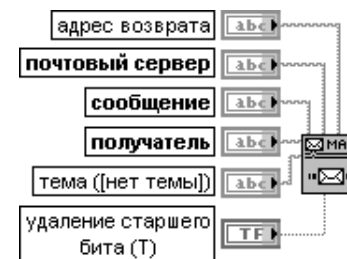 адрес возврата abc
почтовый сервер abc
сообщение abc
получатель abc
MA
тема ([нет темы]) abc
удаление старшего
бита (T) TF